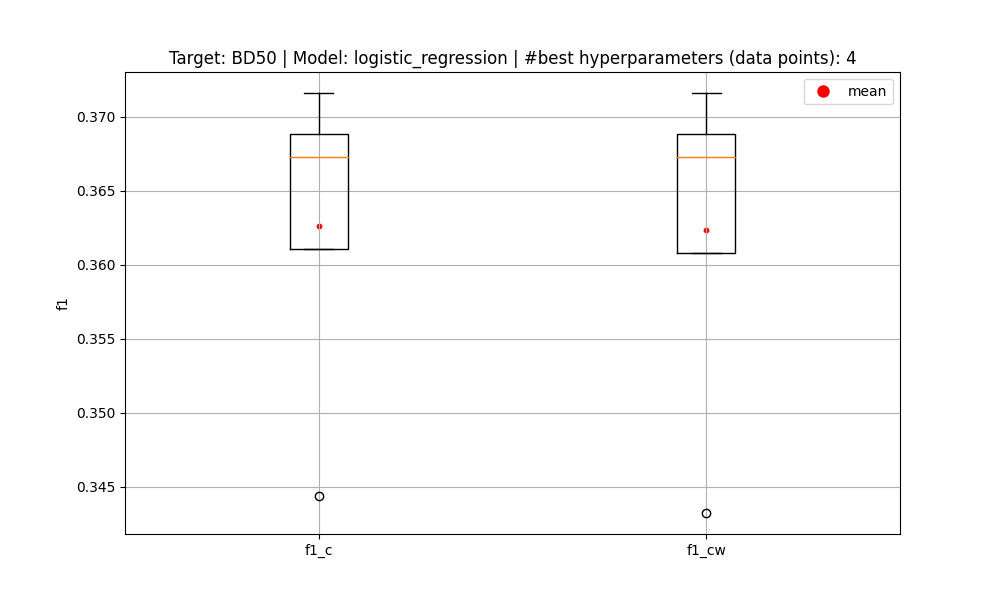 Target: BD50 | Model: logistic_regression | #best hyperparameters (data points): 4
mean
0.370
0.365
0.360
0.355
0.350
0.345
f1
f1_c
f1_cw